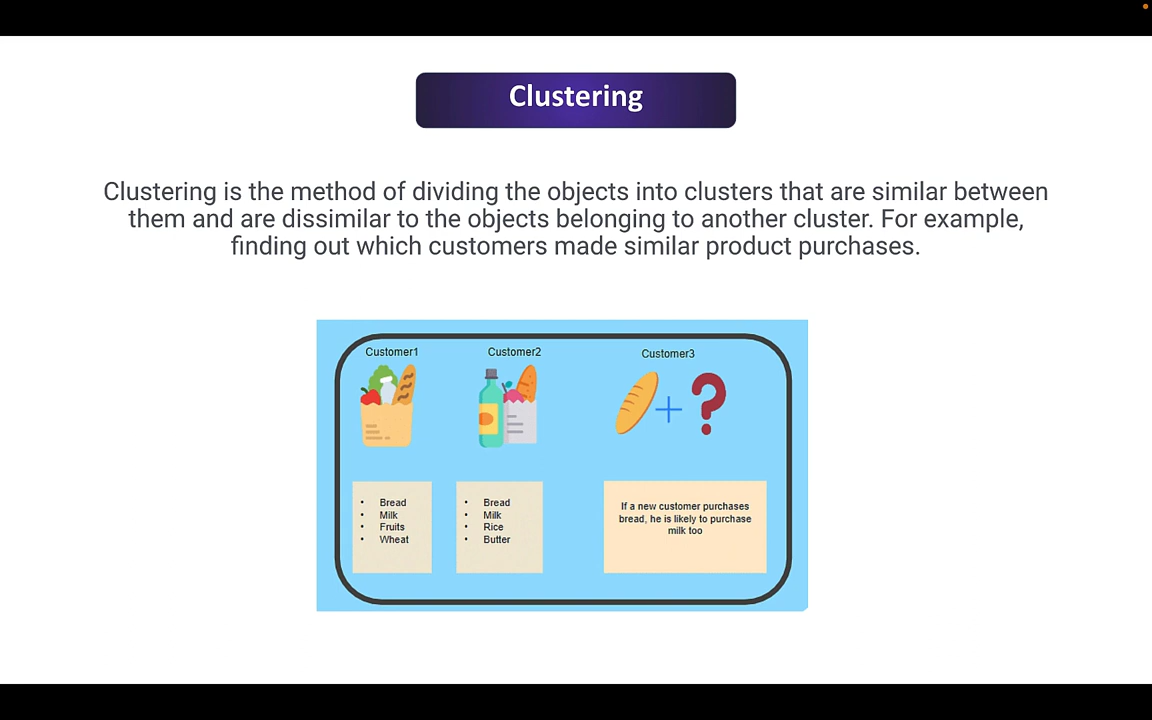 Clustering
Clustering is the method of dividing the objects into clusters that are similar between
them and are dissimilar to the objects belonging to another cluster. For example,
finding out which customers made similar product purchases.
Customer1
Customer2
Customer3
• Bread
• Milk
• Fruits
• Wheat
• Bread
• Milk
• Rice
• Butter
If a new customer purchases
bread, he is likely to purchase
milk too